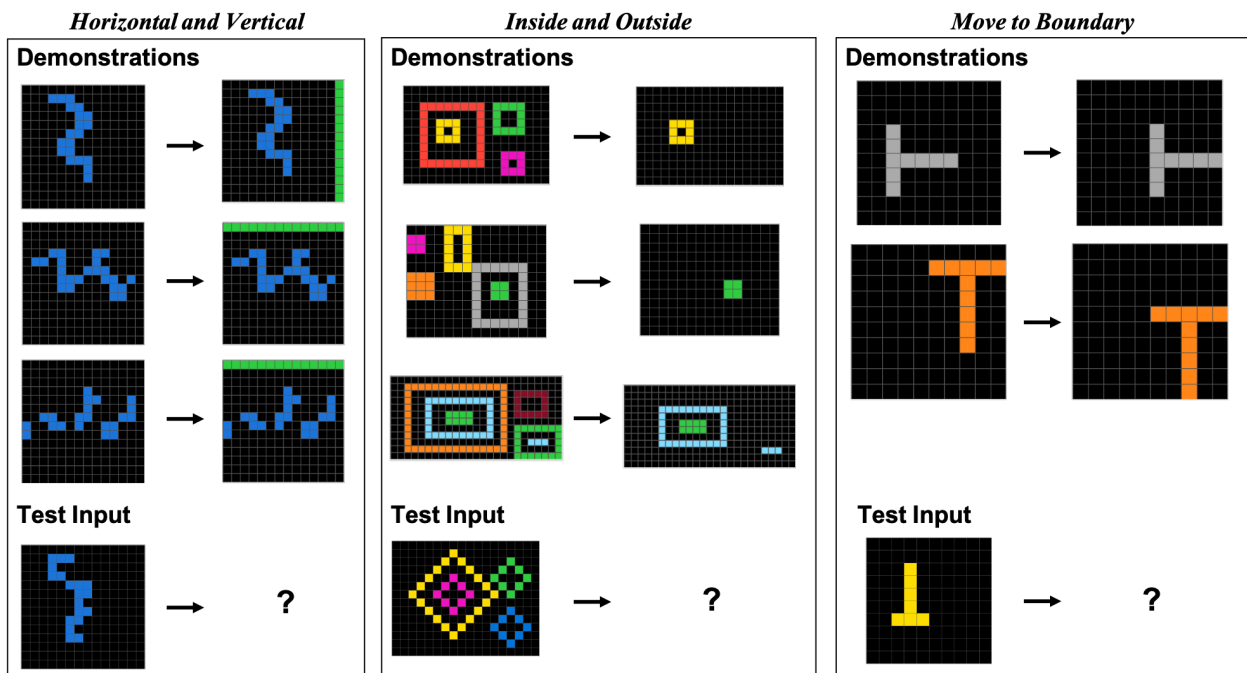 Horizontal and Vertical
Demonstrations
Test Input
?
Inside and Outside
Demonstrations
Test Input
?
Move to Boundary
Demonstrations
Test Input
?